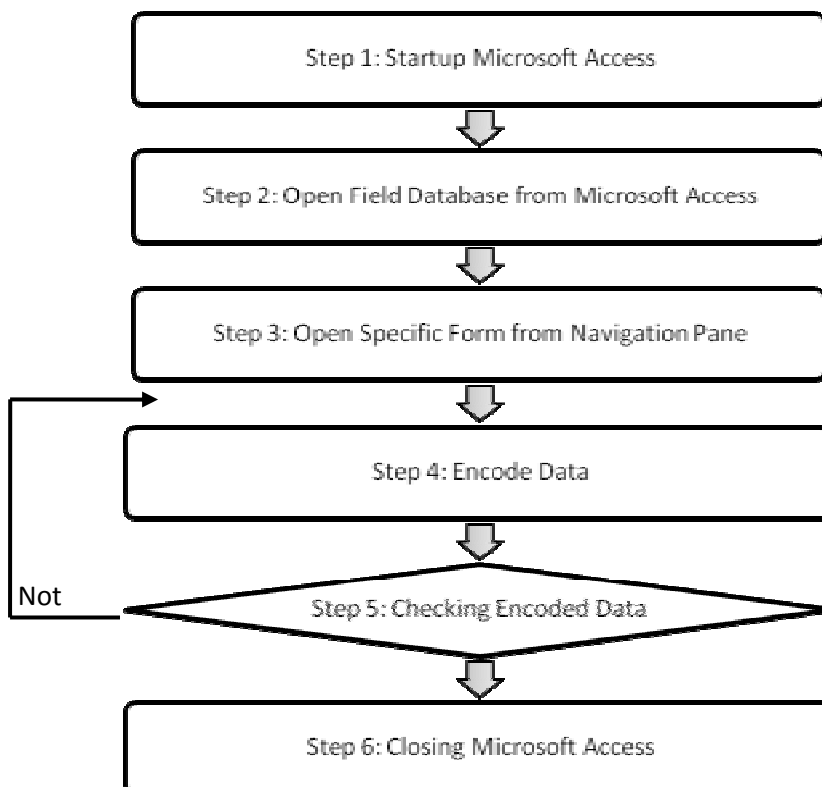 Step 1: Startup Microsoft Access
Step 2: Open Field Database from Microsoft Access
Step 3: Open Specific Form from Navigation Pane
Step 4: Encode Data
Not
Step 5: Checking Encoded Data
Step 6: Closing Microsoft Access